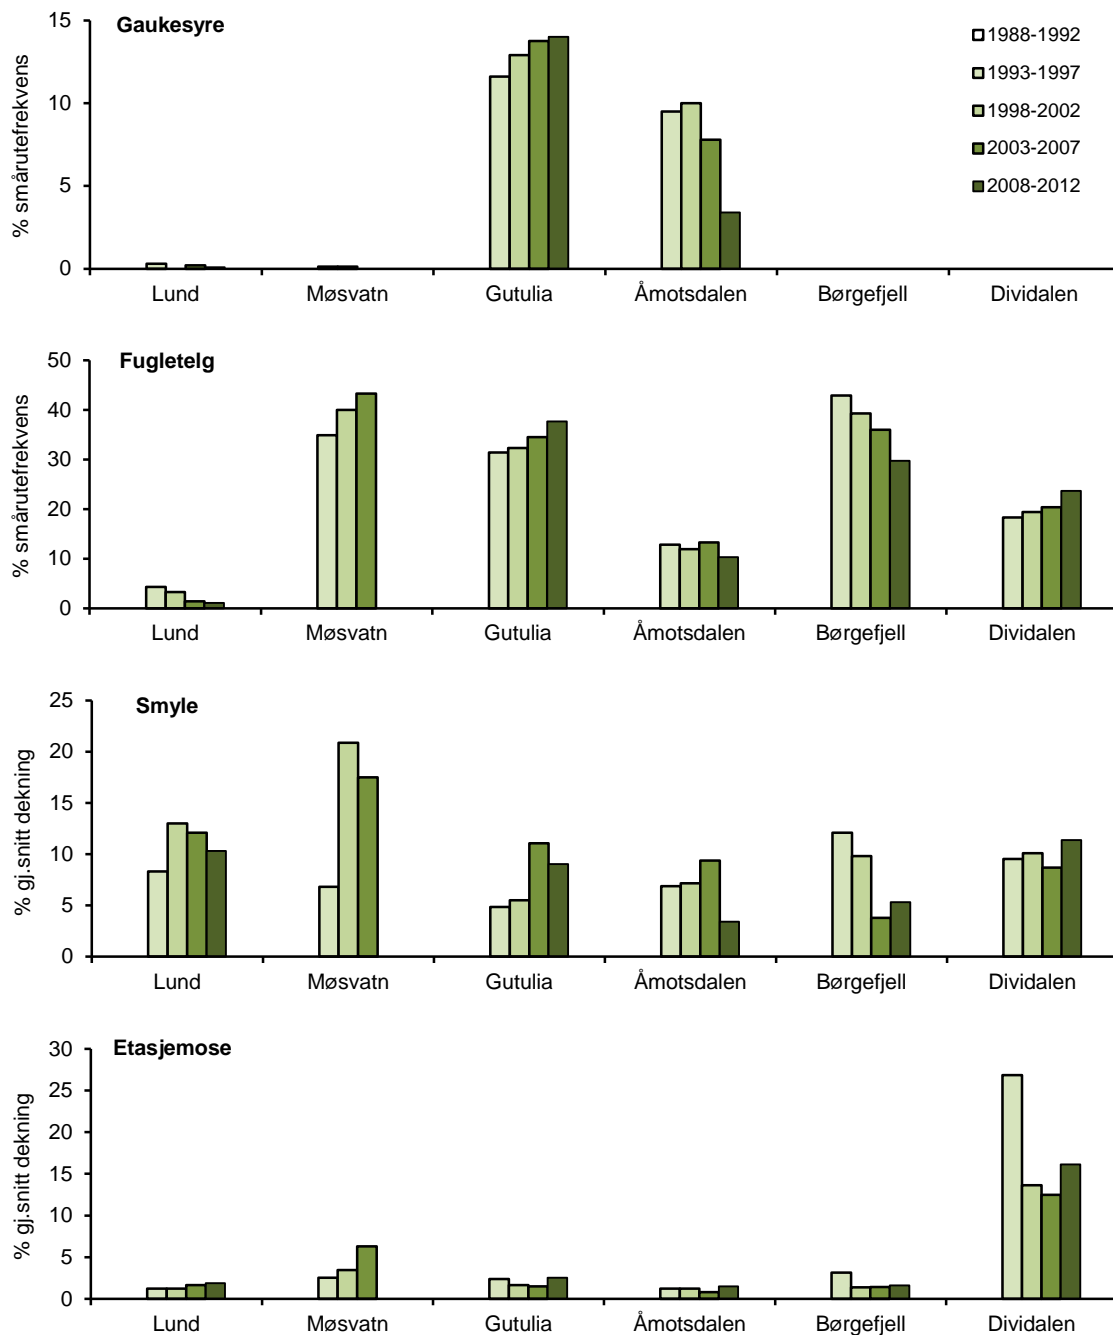 Gaukesyre
% smårutefrekvens
15
10
5
0
1988-1992
1993-1997
1998-2002
2003-2007
2008-2012
Lund Møsvatn Gutulia Åmotsdalen Børgefjell Dividalen
Fugletelg
% smårutefrekvens
50
40
30
20
10
0
Lund Møsvatn Gutulia Åmotsdalen Børgefjell Dividalen
Smyle
% gj.snitt dekning
25
20
15
10
5
0
Lund Møsvatn Gutulia Åmotsdalen Børgefjell Dividalen
Etasjemose
% gj.snitt dekning
30
25
20
15
10
5
0
Lund Møsvatn Gutulia Åmotsdalen Børgefjell Dividalen